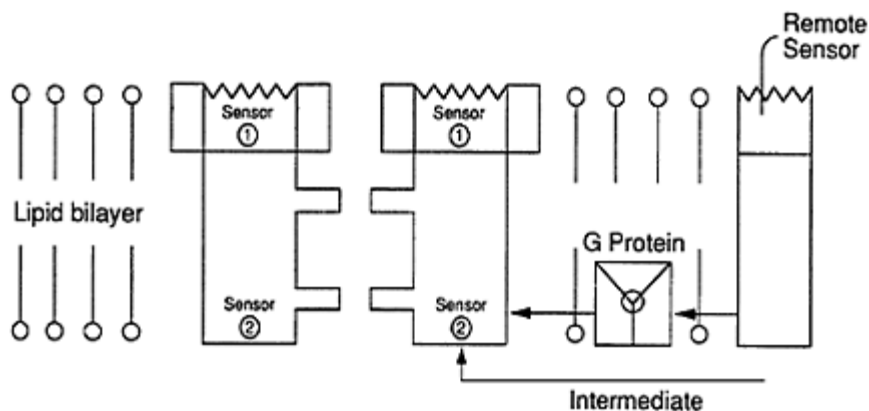 Remote
Sensor
Sensor
①
Sensor
①
Lipid bilayer
G Protein
Sensor
②
Sensor
②
Intermediate